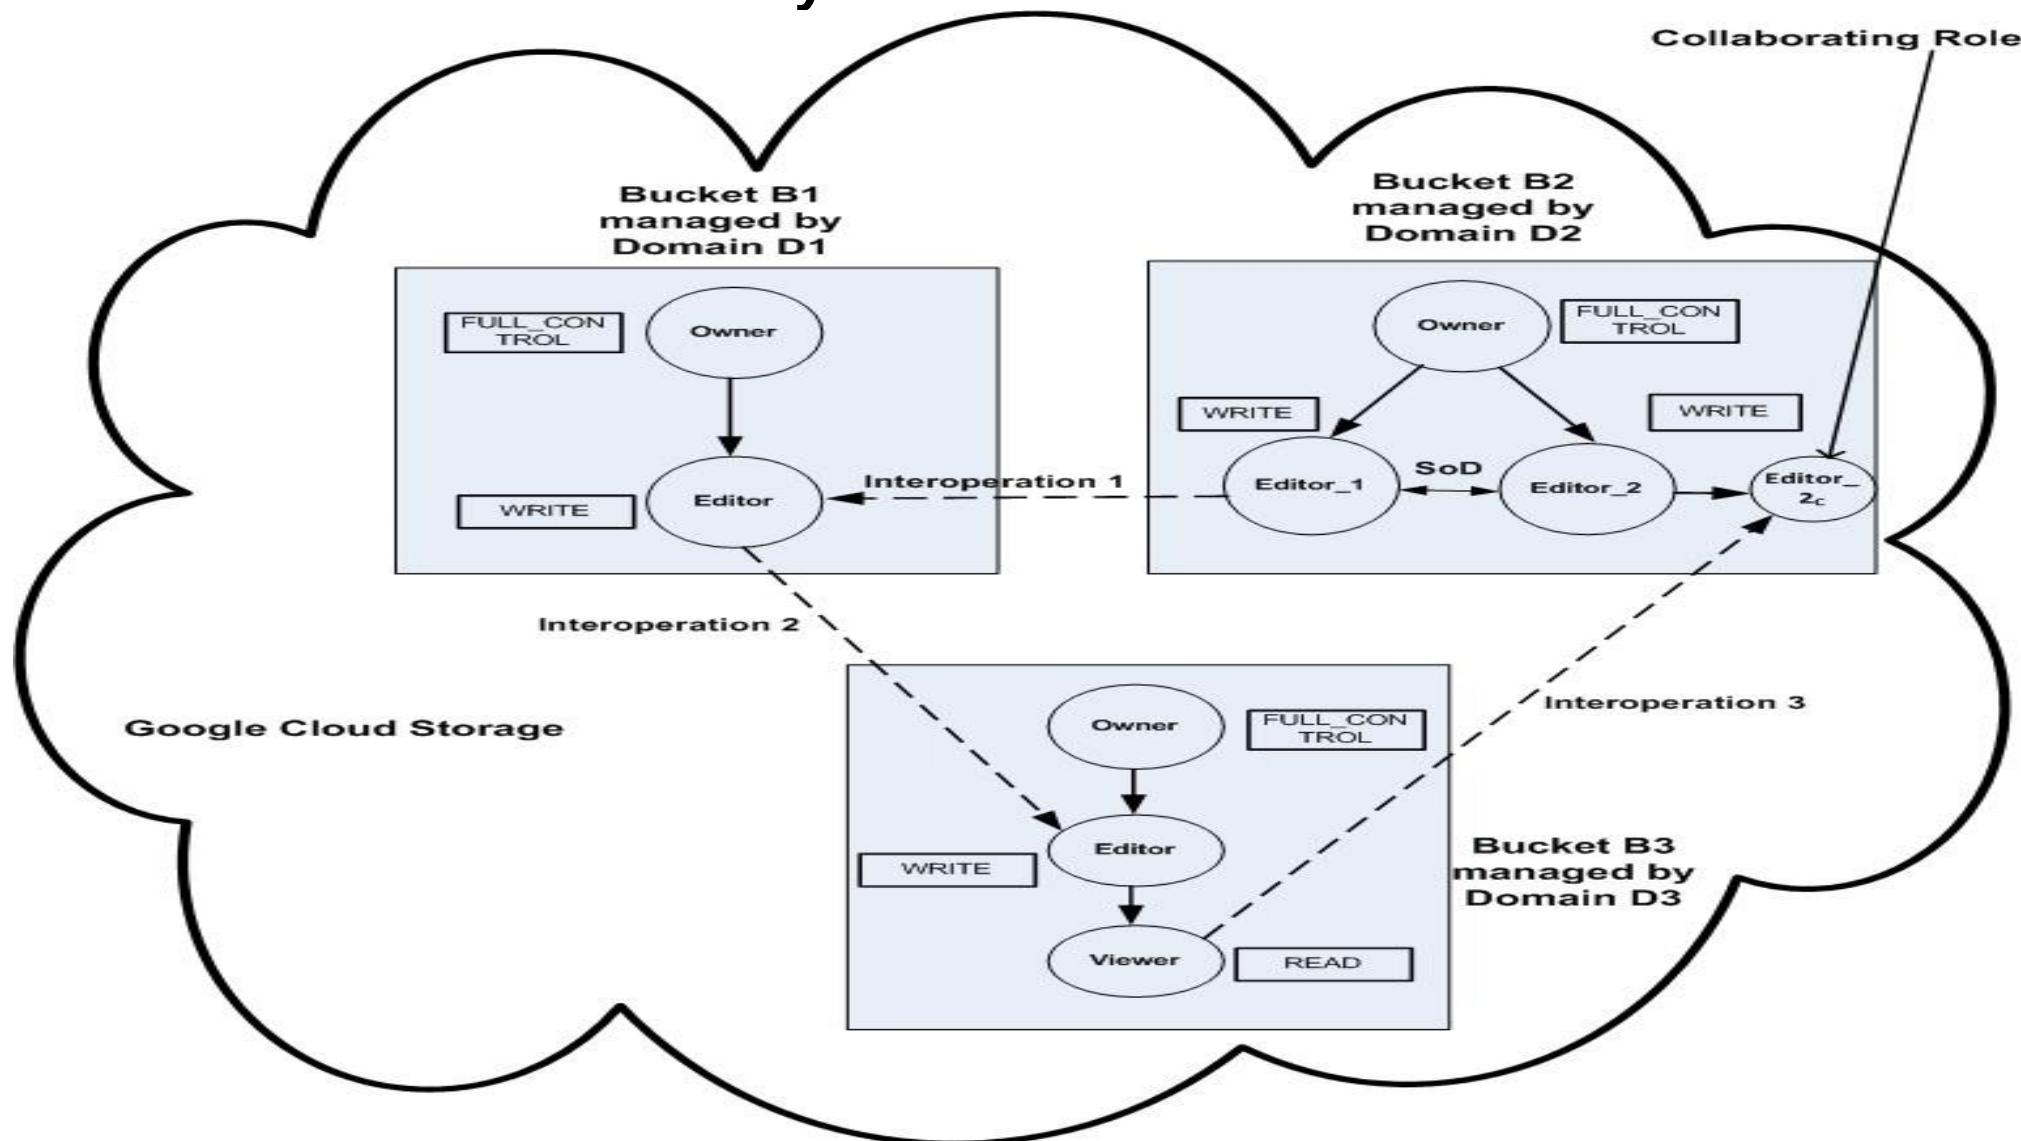 Collaborating Role
Bucket B1
managed by
Domain D1
FULL_CON
TROL
Owner
WRITE
Editor
Bucket B2
managed by
Domain D2
Owner
FULL_CON
TROL
WRITE
WRITE
Editor_1
SoD
Editor_2
Editor_
2c
Interoperation 1
Interoperation 2
Interoperation 3
Google Cloud Storage
Owner
FULL_CON
TROL
WRITE
Editor
Viewer
READ
Bucket B3
managed by
Domain D3